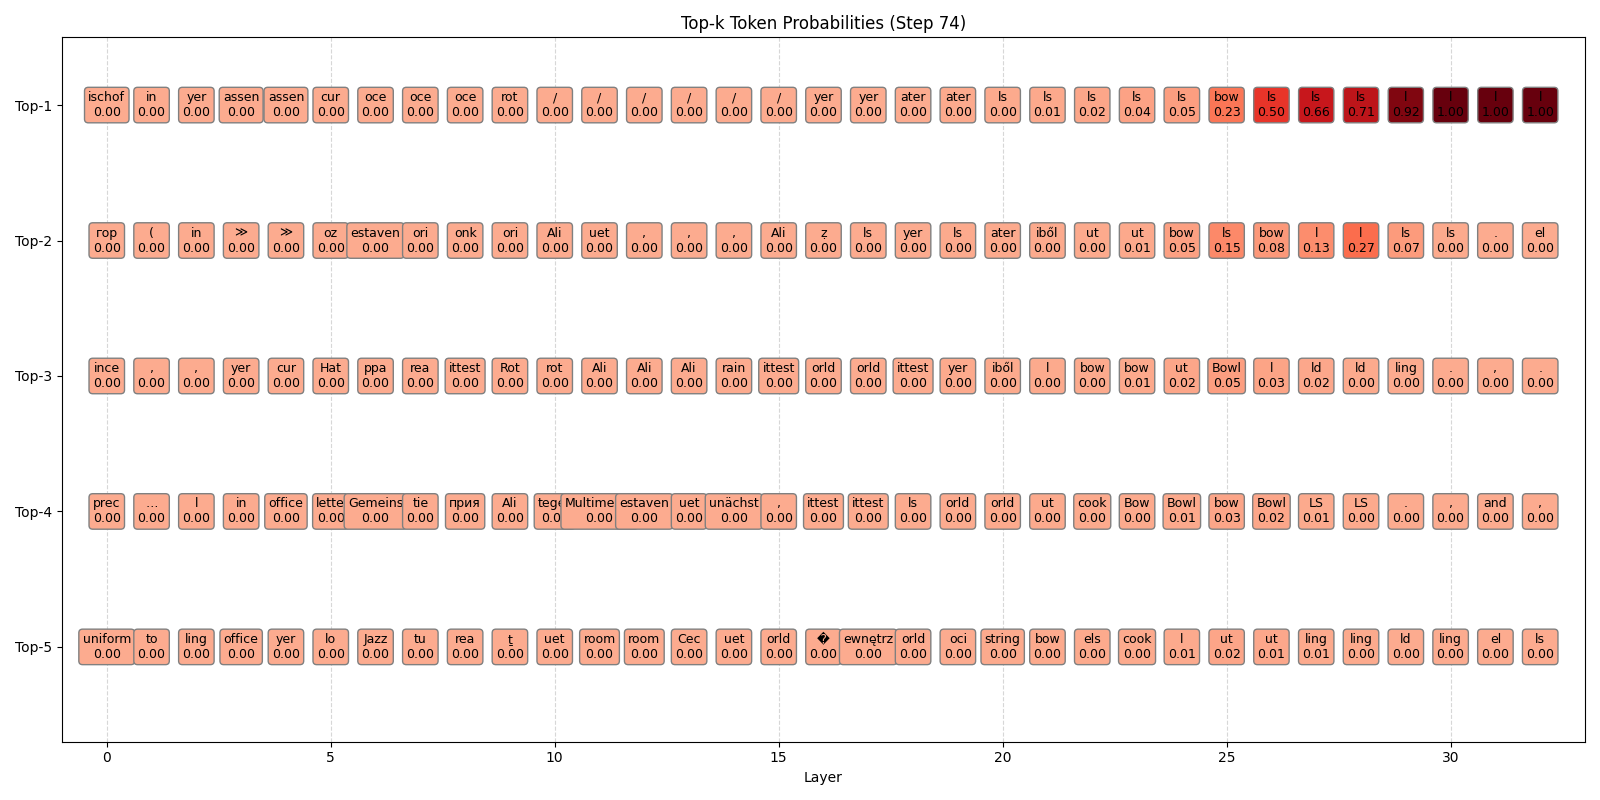 Top-k Token Probabilities (Step 74)
Top-1 ischof in yer assen assen cur oce oce oce rot / / / / / / yer yer ater ater ls ls ls ls ls bow ls ls ls l l l l
0.00 0.00 0.00 0.00 0.00 0.00 0.00 0.00 0.00 0.00 0.00 0.00 0.00 0.00 0.00 0.00 0.00 0.00 0.00 0.00 0.00 0.01 0.02 0.04 0.05 0.23 0.50 0.66 0.71 0.92 1.00 1.00 1.00
Top-2 rop ( in ≫ ≫ oz estaven ori onk ori Ali uet , , , Ali ẓ ls yer ls ater iből ut ut bow ls bow l l ls ls . el
0.00 0.00 0.00 0.00 0.00 0.00 0.00 0.00 0.00 0.00 0.00 0.00 0.00 0.00 0.00 0.00 0.00 0.00 0.00 0.00 0.00 0.00 0.00 0.01 0.05 0.15 0.08 0.13 0.27 0.07 0.00 0.00 0.00
Top-3 ince , , yer cur Hat ppa rea ittest Rot rot Ali Ali Ali rain ittest orld orld ittest yer iből l bow bow ut Bowl l ld ld ling . , .
0.00 0.00 0.00 0.00 0.00 0.00 0.00 0.00 0.00 0.00 0.00 0.00 0.00 0.00 0.00 0.00 0.00 0.00 0.00 0.00 0.00 0.00 0.00 0.01 0.02 0.05 0.03 0.02 0.00 0.00 0.00 0.00 0.00
Top-4 prec ... l in office lette Gemeins tie прия Ali tege Multime estaven uet unächst , ittest ittest ls orld orld ut cook Bow Bowl bow Bowl LS LS . , and ,
0.00 0.00 0.00 0.00 0.00 0.00 0.00 0.00 0.00 0.00 0.00 0.00 0.00 0.00 0.00 0.00 0.00 0.00 0.00 0.00 0.00 0.00 0.00 0.00 0.01 0.03 0.02 0.01 0.00 0.00 0.00 0.00 0.00
Top-5 uniform to ling office yer lo Jazz tu rea ţ uet room room Cec uet orld � ewnętrz orld oci string bow els cook l ut ut ling ling ld ling el ls
0.00 0.00 0.00 0.00 0.00 0.00 0.00 0.00 0.00 0.00 0.00 0.00 0.00 0.00 0.00 0.00 0.00 0.00 0.00 0.00 0.00 0.00 0.00 0.00 0.01 0.02 0.01 0.01 0.00 0.00 0.00 0.00 0.00
0 5 10 15 20 25 30
Layer